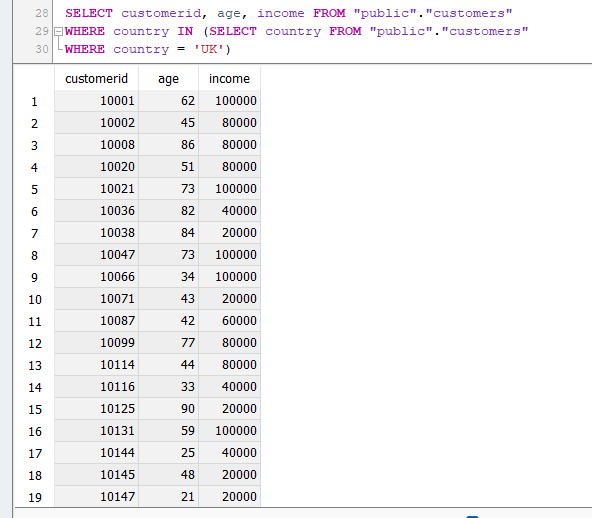 28 SELECT customerid, age, income FROM "public"."customers"
29 WHERE country IN (SELECT country FROM "public"."customers"
30 WHERE country = 'UK')
customerid age income
1 10001 62 100000
2 10002 45 80000
3 10008 86 80000
4 10020 51 80000
5 10021 73 100000
6 10036 82 40000
7 10038 84 20000
8 10047 73 100000
9 10066 34 100000
10 10071 43 20000
11 10087 42 60000
12 10099 77 80000
13 10114 44 80000
14 10116 33 40000
15 10125 90 20000
16 10131 59 100000
17 10144 25 40000
18 10145 48 20000
19 10147 21 20000